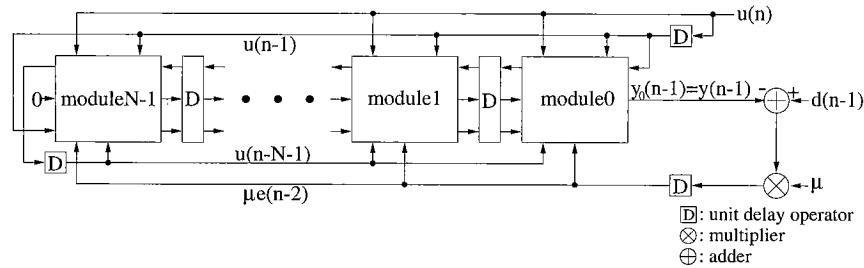 u(n)
u(n-1)
D
0
moduleN-1
D
module1
D
module0
y₀(n-1)=y(n-1)
-
+
d(n-1)
D
u(n-N-1)
μe(n-2)
D
μ
D : unit delay operator
⊗ : multiplier
⊕ : adder